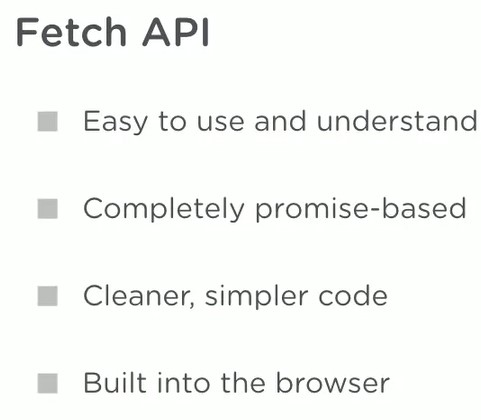 Fetch API
Easy to use and understand
Completely promise-based
Cleaner, simpler code
Built into the browser